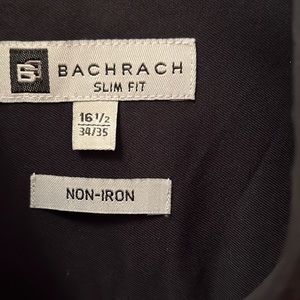 BACHRACH
SLIM FIT
16 1/2
34/35
NON-IRON